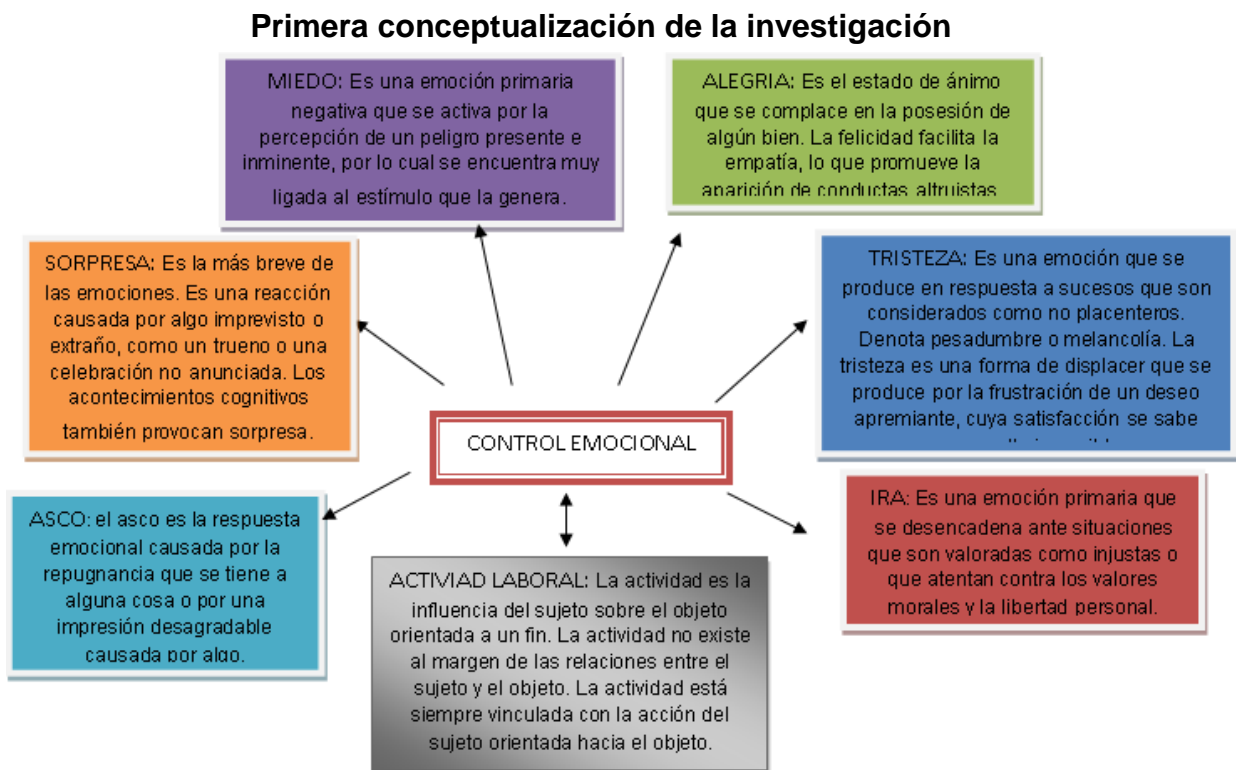 Primera conceptualización de la investigación
MIEDO: Es una emoción primaria
negativa que se activa por la
percepción de un peligro presente e
inminente, por lo cual se encuentra muy
ligada al estímulo que la genera.
ALEGRIA: Es el estado de ánimo
que se complace en la posesión de
algún bien. La felicidad facilita la
empatía, lo que promueve la
aparición de conductas altruistas
SORPRESA: Es la más breve de
las emociones. Es una reacción
causada por algo imprevisto o
extraño, como un trueno o una
celebración no anunciada. Los
acontecimientos cognitivos
también provocan sorpresa.
TRISTEZA: Es una emoción que se
produce en respuesta a sucesos que son
considerados como no placenteros.
Denota pesadumbre o melancolía. La
tristeza es una forma de displacer que se
produce por la frustración de un deseo
apremiante, cuya satisfacción se sabe
CONTROL EMOCIONAL
ASCO: el asco es la respuesta
emocional causada por la
repugnancia que se tiene a
alguna cosa o por una
impresión desagradable
causada por algo.
IRA: Es una emoción primaria que
se desencadena ante situaciones
que son valoradas como injustas o
que atentan contra los valores
morales y la libertad personal.
ACTIVIAD LABORAL: La actividad es la
influencia del sujeto sobre el objeto
orientada a un fin. La actividad no existe
al margen de las relaciones entre el
sujeto y el objeto. La actividad está
siempre vinculada con la acción del
sujeto orientada hacia el objeto.